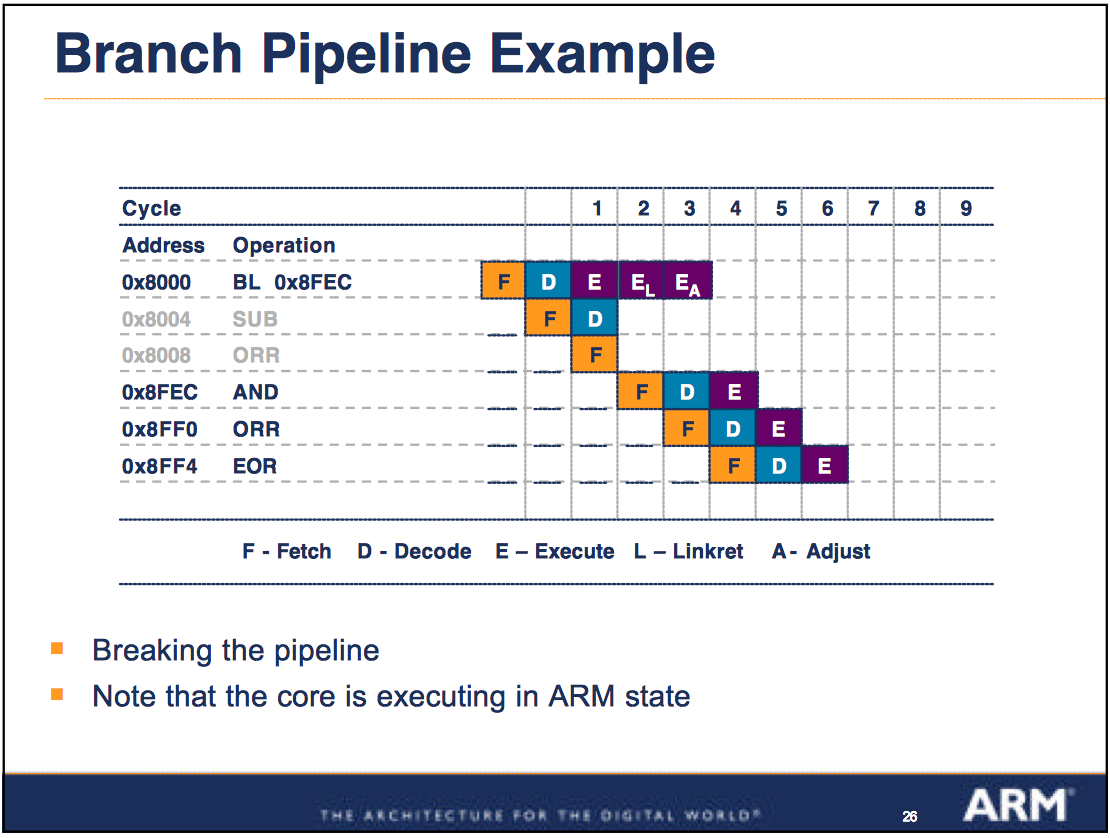 Branch Pipeline Example
Cycle 1 2 3 4 5 6 7 8 9
Address Operation
0x8000 BL 0x8FEC F D E EL EA
0x8004 SUB F D
0x8008 ORR F
0x8FEC AND F D E
0x8FF0 ORR F D E
0x8FF4 EOR F D E
F - Fetch D - Decode E – Execute L – Linkret A - Adjust
Breaking the pipeline
Note that the core is executing in ARM state
THE ARCHITECTURE FOR THE DIGITAL WORLD® 26 ARM®